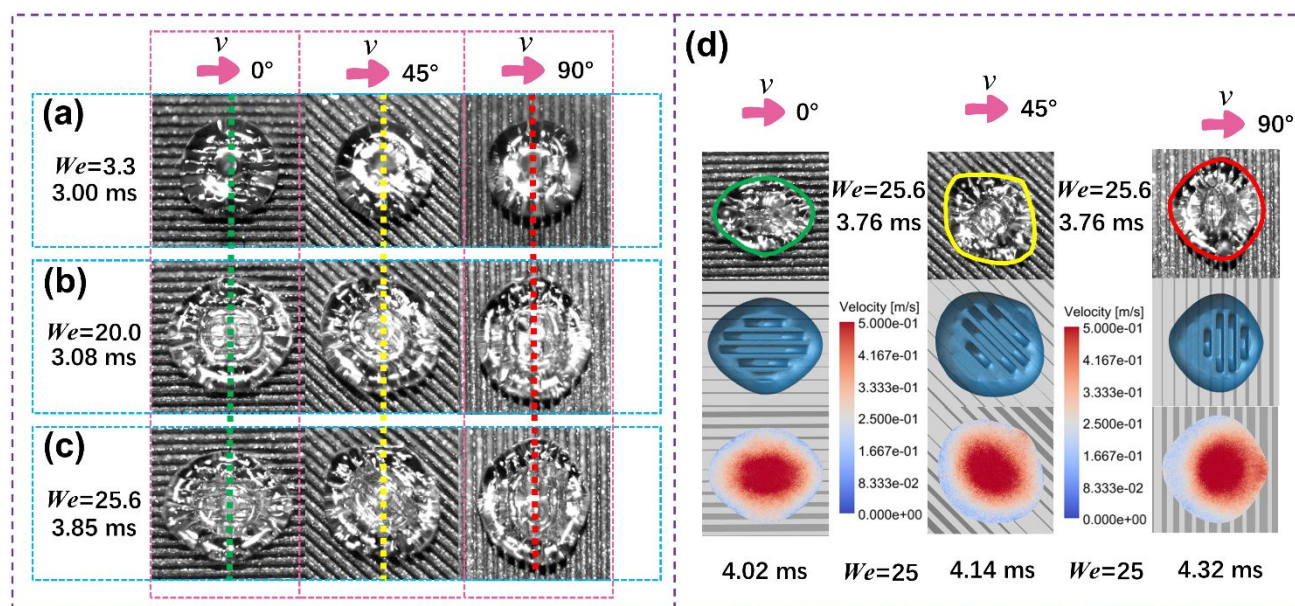 v
0°
v
45°
v
90°
(a)
We=3.3
3.00 ms
(b)
We=20.0
3.08 ms
(c)
We=25.6
3.85 ms
(d)
v
0°
v
45°
v
90°
We=25.6
3.76 ms
We=25.6
3.76 ms
Velocity [m/s]
5.000e-01
4.167e-01
3.333e-01
2.500e-01
1.667e-01
8.333e-02
0.000e+00
Velocity [m/s]
5.000e-01
4.167e-01
3.333e-01
2.500e-01
1.667e-01
8.333e-02
0.000e+00
4.02 ms We=25 4.14 ms We=25 4.32 ms